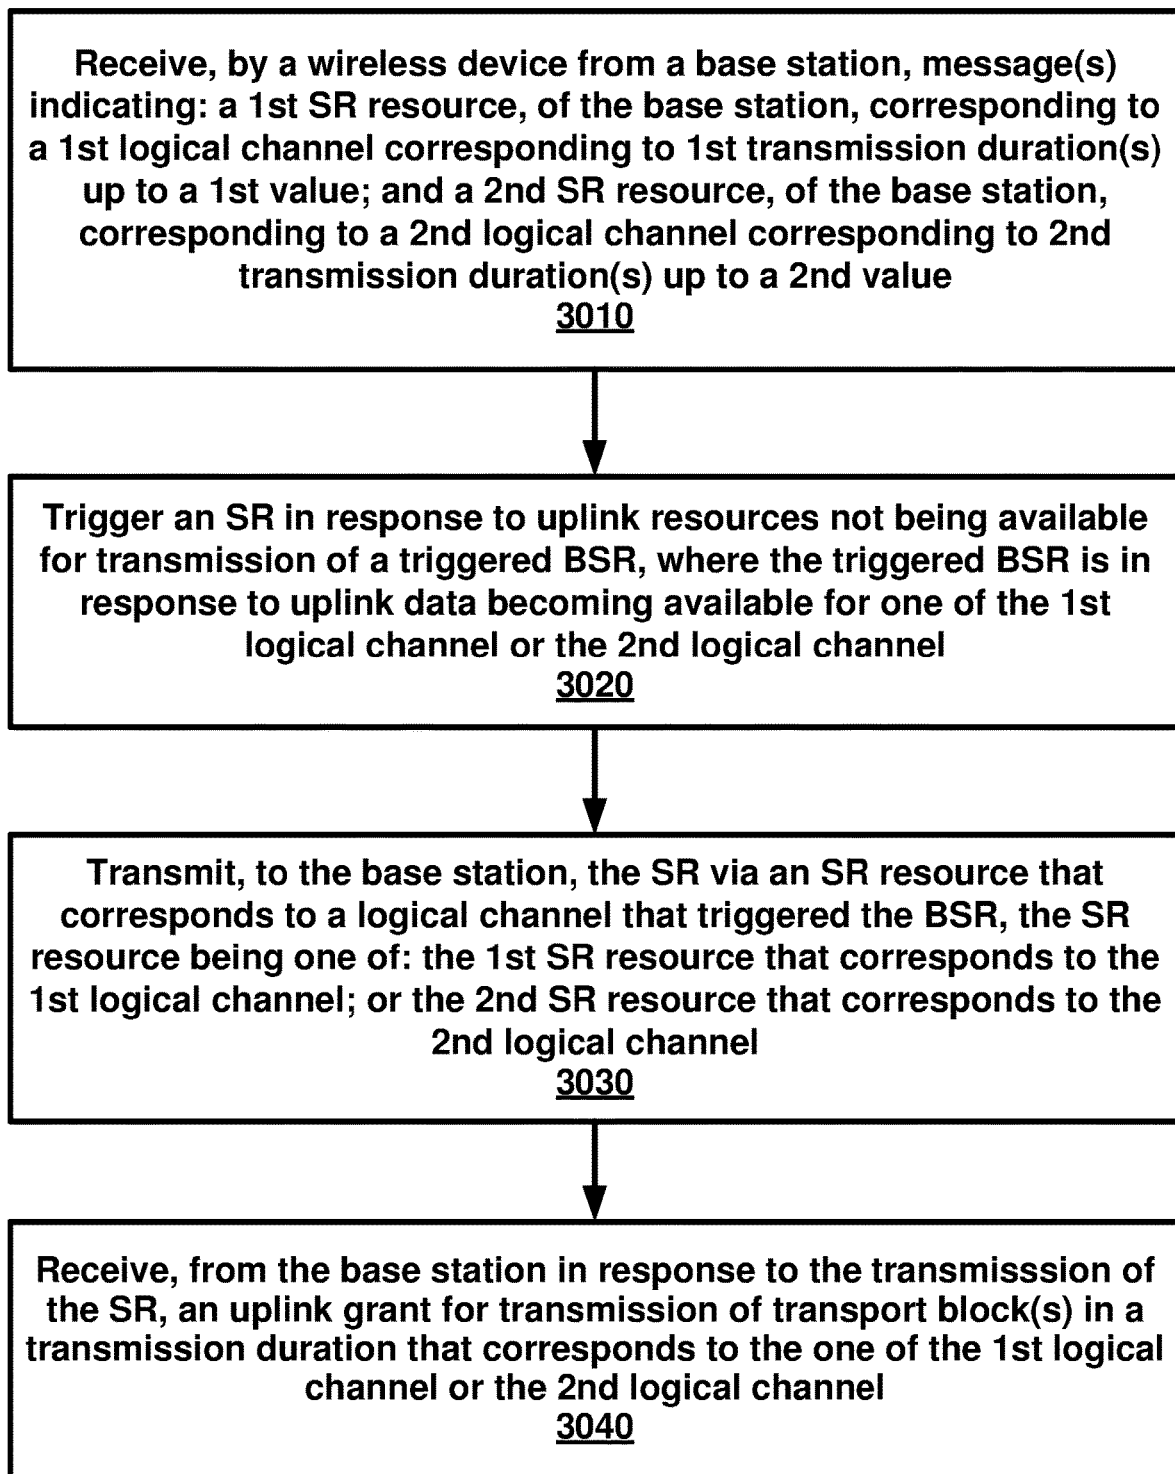 Receive, by a wireless device from a base station, message(s)
indicating: a 1st SR resource, of the base station, corresponding to
a 1st logical channel corresponding to 1st transmission duration(s)
up to a 1st value; and a 2nd SR resource, of the base station,
corresponding to a 2nd logical channel corresponding to 2nd
transmission duration(s) up to a 2nd value
3010
Trigger an SR in response to uplink resources not being available
for transmission of a triggered BSR, where the triggered BSR is in
response to uplink data becoming available for one of the 1st
logical channel or the 2nd logical channel
3020
Transmit, to the base station, the SR via an SR resource that
corresponds to a logical channel that triggered the BSR, the SR
resource being one of: the 1st SR resource that corresponds to the
1st logical channel; or the 2nd SR resource that corresponds to the
2nd logical channel
3030
Receive, from the base station in response to the transmisssion of
the SR, an uplink grant for transmission of transport block(s) in a
transmission duration that corresponds to the one of the 1st logical
channel or the 2nd logical channel
3040